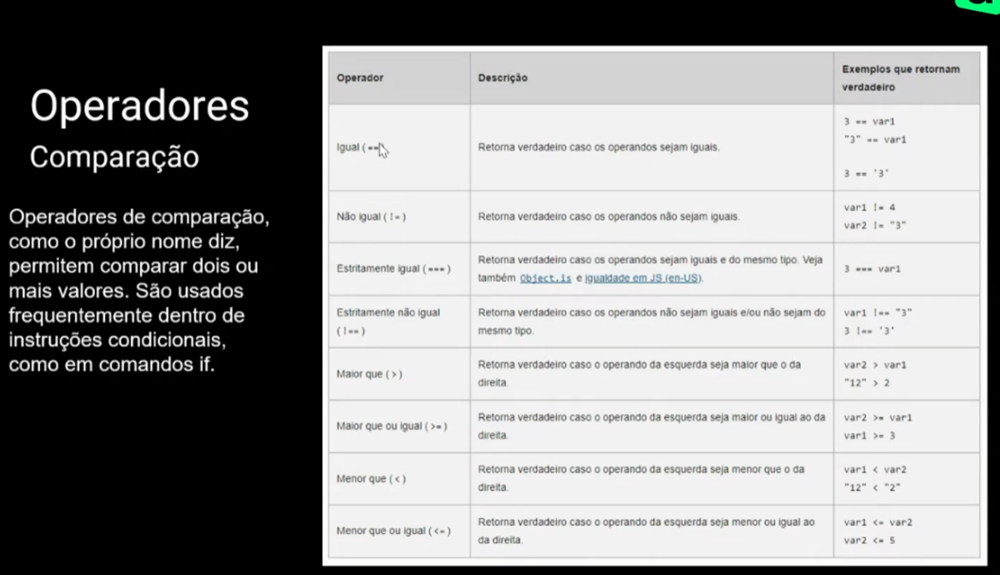 Operadores
Comparação
Operadores de comparação,
como o próprio nome diz,
permitem comparar dois ou
mais valores. São usados
frequentemente dentro de
instruções condicionais,
como em comandos if.
Operador
Descrição
Exemplos que retornam
verdadeiro
Igual ( ==
Retorna verdadeiro caso os operandos sejam iguais.
3 == var1
"3" == var1
3 == '3'
Não igual ( != )
Retorna verdadeiro caso os operandos não sejam iguais.
var1 != 4
var2 != "3"
Estritamente igual ( === )
Retorna verdadeiro caso os operandos sejam iguais e do mesmo tipo. Veja
também Object.is e igualdade em JS (en-US).
3 === var1
Estritamente não igual
( !== )
Retorna verdadeiro caso os operandos não sejam iguais e/ou não sejam do
mesmo tipo.
var1 !== "3"
3 !== '3'
Maior que ( > )
Retorna verdadeiro caso o operando da esquerda seja maior que o da
direita.
var2 > var1
"12" > 2
Maior que ou igual ( >= )
Retorna verdadeiro caso o operando da esquerda seja maior ou igual ao da
direita.
var2 >= var1
var1 >= 3
Menor que ( < )
Retorna verdadeiro caso o operando da esquerda seja menor que o da
direita.
var1 < var2
"12" < "2"
Menor que ou igual ( <= )
Retorna verdadeiro caso o operando da esquerda seja menor ou igual ao
da direita.
var1 <= var2
var2 <= 5